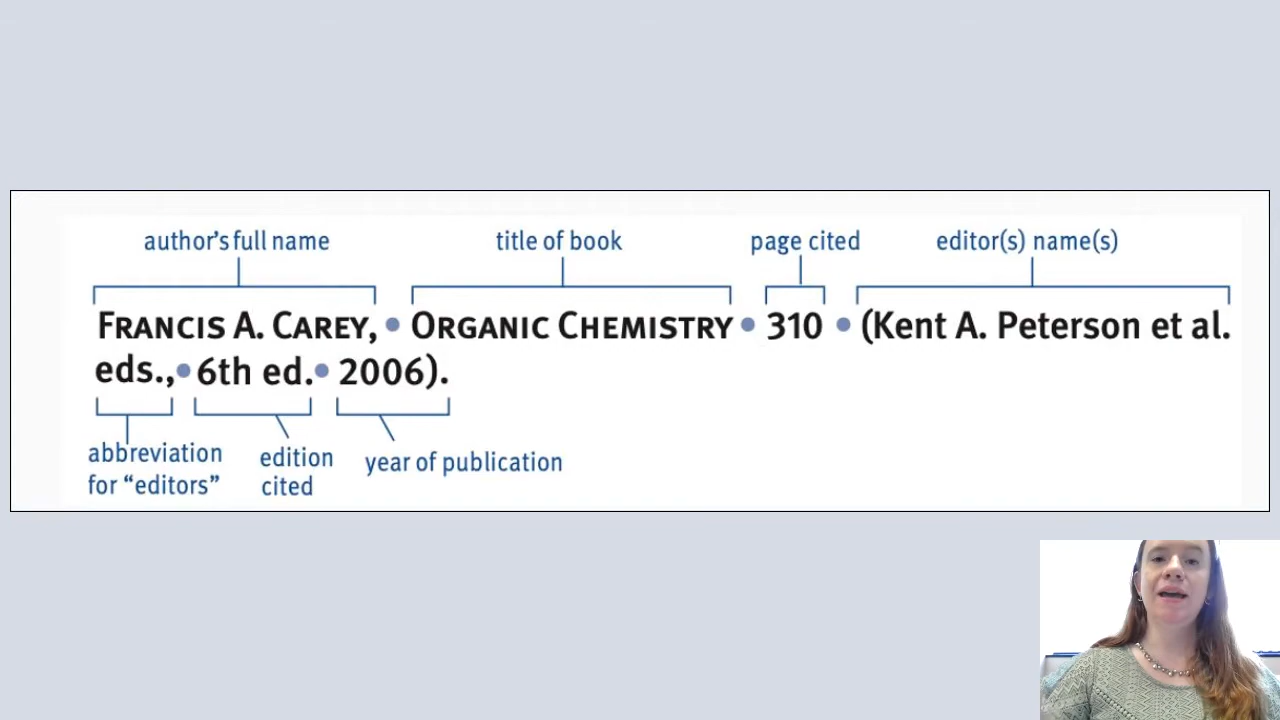 author's full name title of book page cited editor(s) name(s)
FRANCIS A. CAREY, • ORGANIC CHEMISTRY • 310 • (Kent A. Peterson et al.
eds., • 6th ed. • 2006).
abbreviation
for “editors”
edition
cited
year of publication